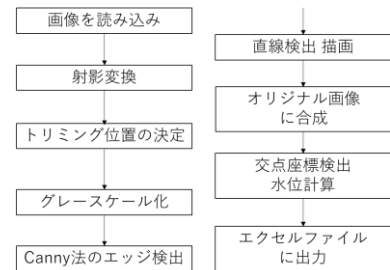 画像を読み込み
射影変換
トリミング位置の決定
グレースケール化
Canny法のエッジ検出
直線検出 描画
オリジナル画像
に合成
交点座標検出
水位計算
エクセルファイル
に出力